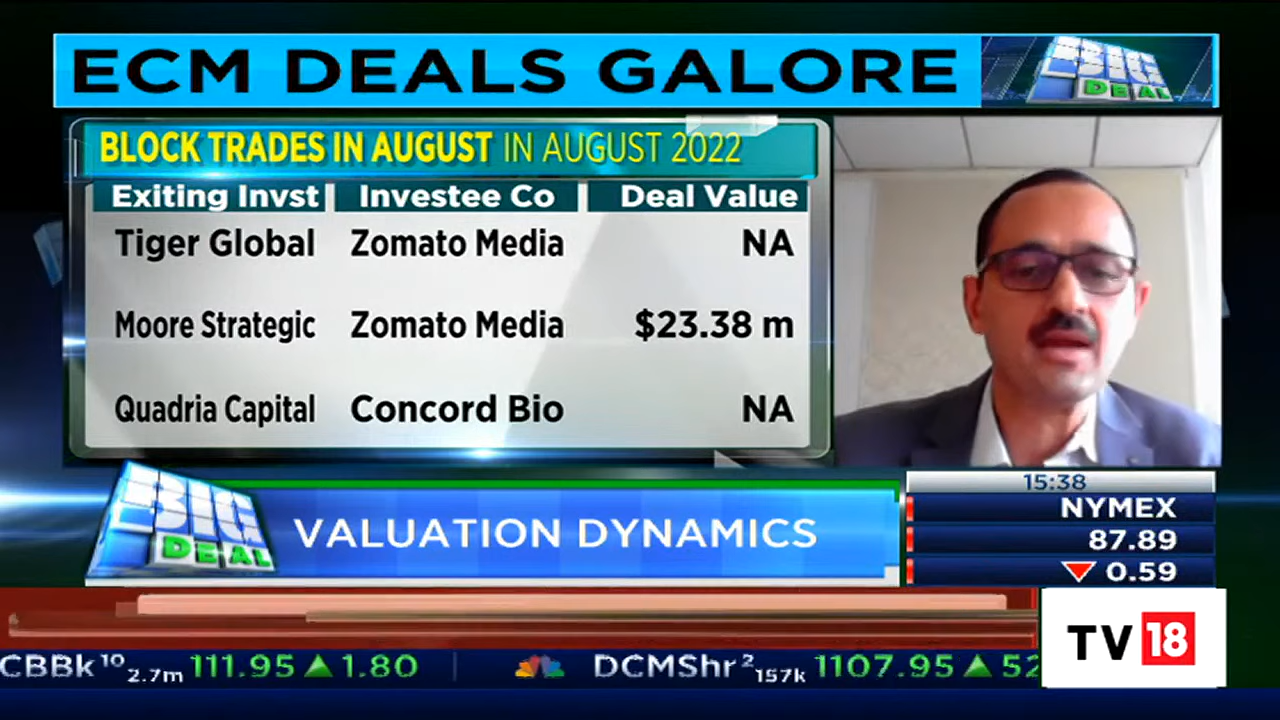 ECM DEALS GALORE
BIG
DEAL
BLOCK TRADES IN AUGUST IN AUGUST 2022
Exiting Invst Investee Co Deal Value
Tiger Global Zomato Media NA
Moore Strategic Zomato Media $23.38 m
Quadria Capital Concord Bio NA
BIG
DEAL
VALUATION DYNAMICS
15:38
NYMEX
87.89
▼ 0.59
TV18
CBBk 10 2.7m 111.95 ▲ 1.80 DCMShr 2 157k 1107.95 ▲ 52